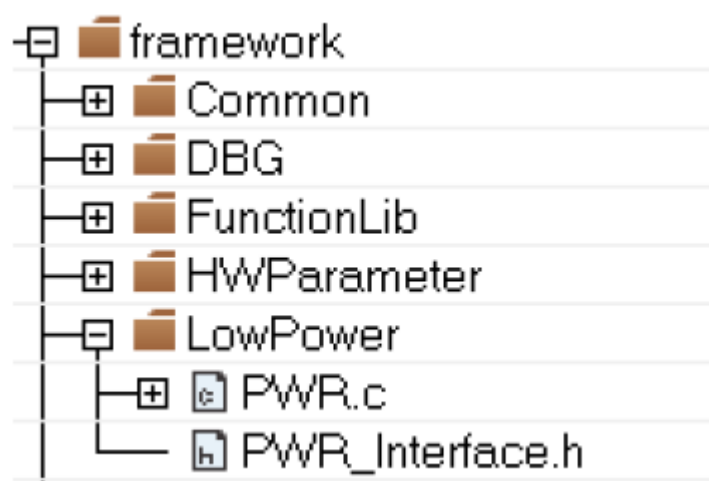 framework
Common
DBG
FunctionLib
HWParameter
LowPower
PWR.c
PWR_Interface.h